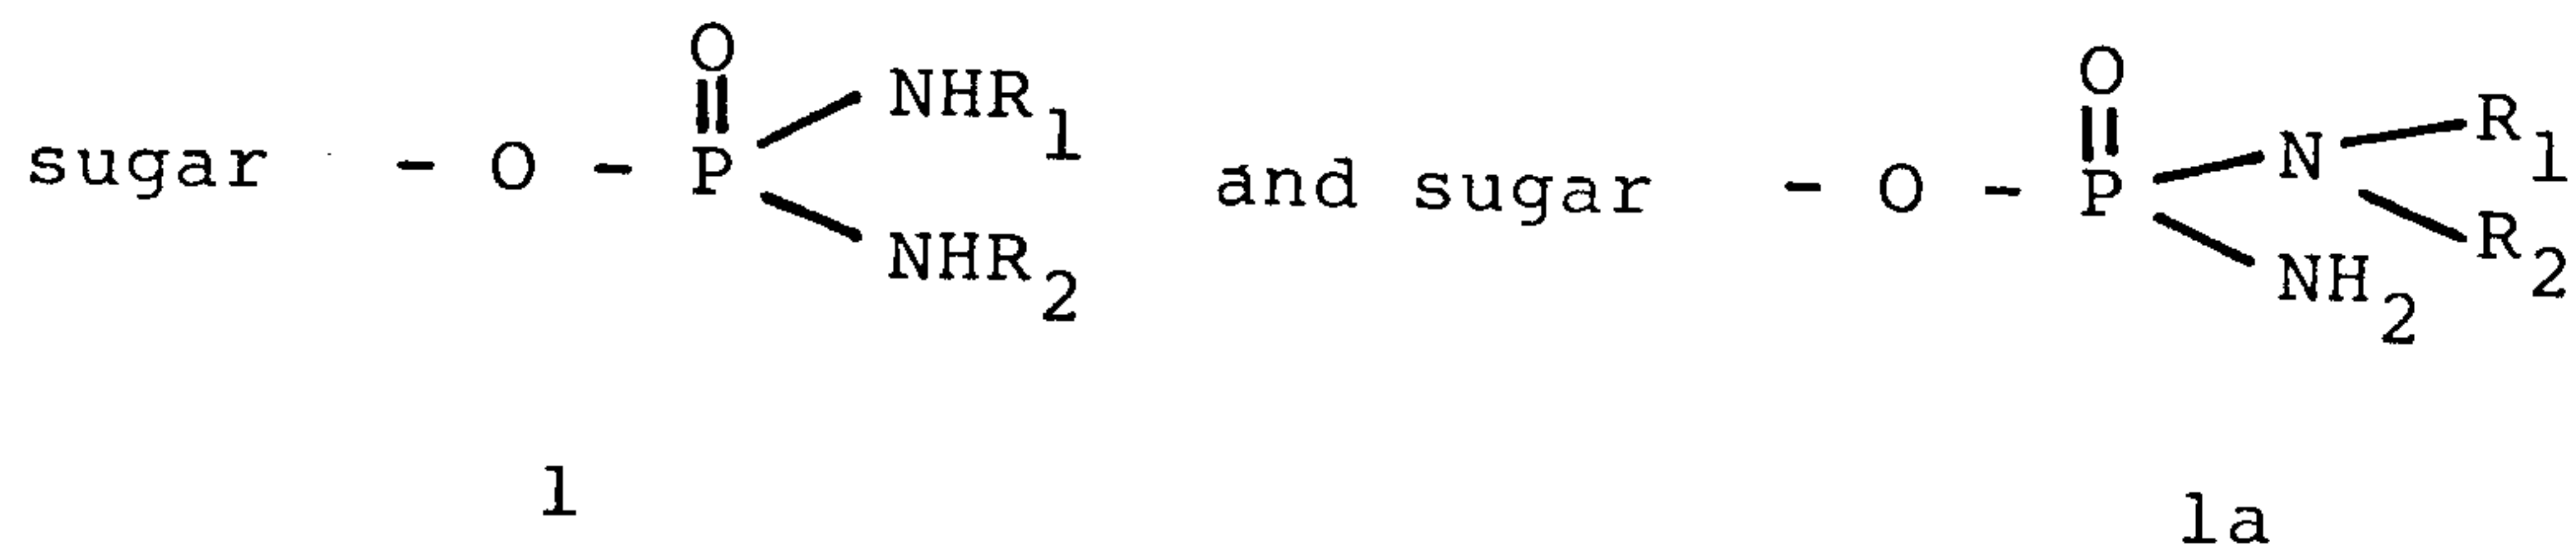 O O
NHR1 R1
sugar - O - P and sugar - O - P N
NHR2 R2
NH2
1 1a